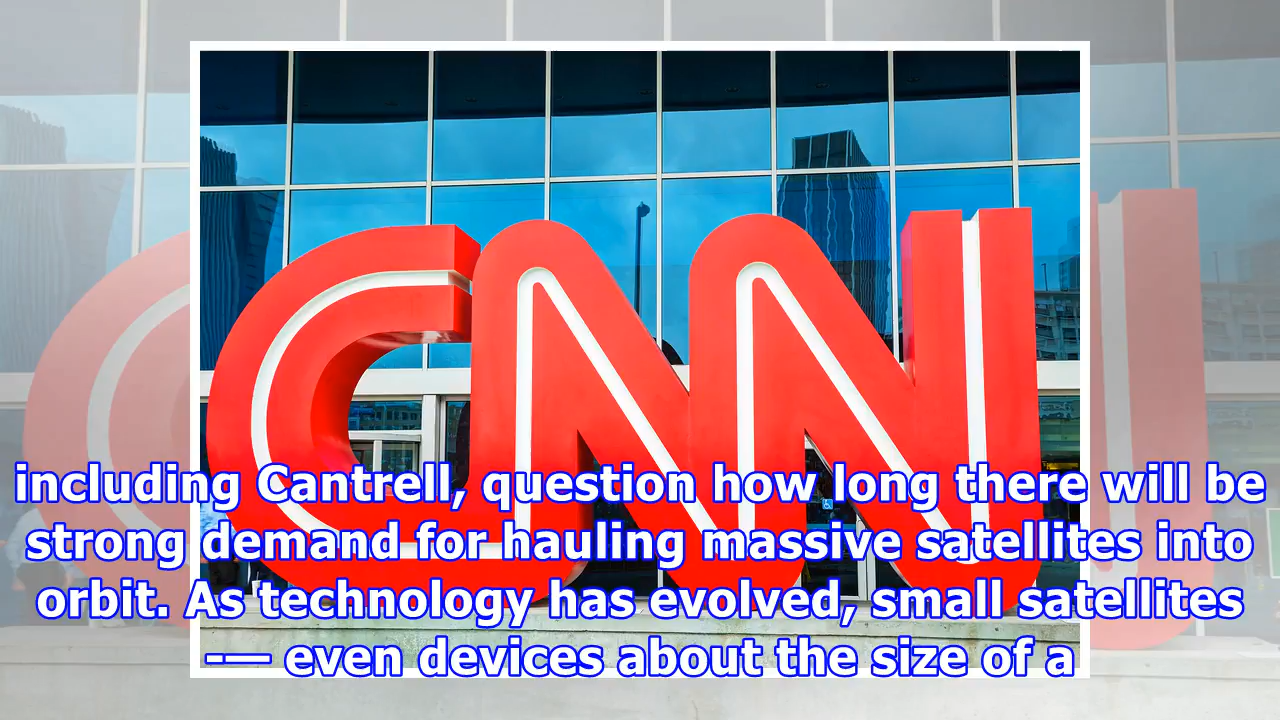 CNN
including Cantrell, question how long there will be
strong demand for hauling massive satellites into
orbit. As technology has evolved, small satellites
-— even devices about the size of a